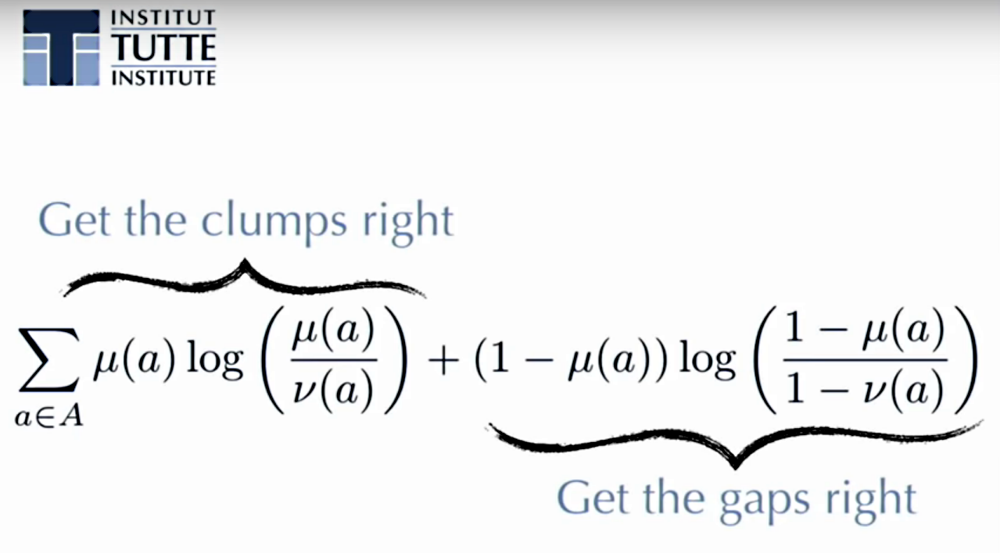 INSTITUT
TUTTE
INSTITUTE
Get the clumps right
∑_{a∈A} μ(a) log (μ(a)/ν(a)) + (1 − μ(a)) log ((1 − μ(a))/(1 − ν(a)))
Get the gaps right